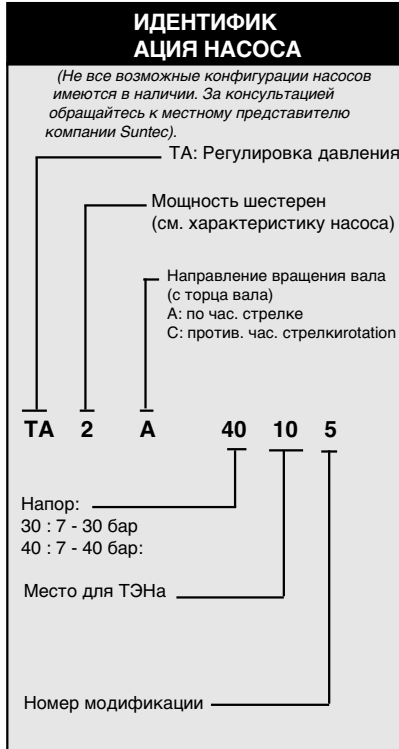 ИДЕНТИФИК
АЦИЯ НАСОСА
(Не все возможные конфигурации насосов
имеются в наличии. За консультацией
обращайтесь к местному представителю
компании Suntec).
TA: Регулировка давления
Мощность шестерен
(см. характеристику насоса)
Направление вращения вала
(с торца вала)
A: по час. стрелке
C: против. час. стрелкиrotation
TA 2 A 40 10 5
Напор:
30 : 7 - 30 бар
40 : 7 - 40 бар:
Место для ТЭНа
Номер модификации